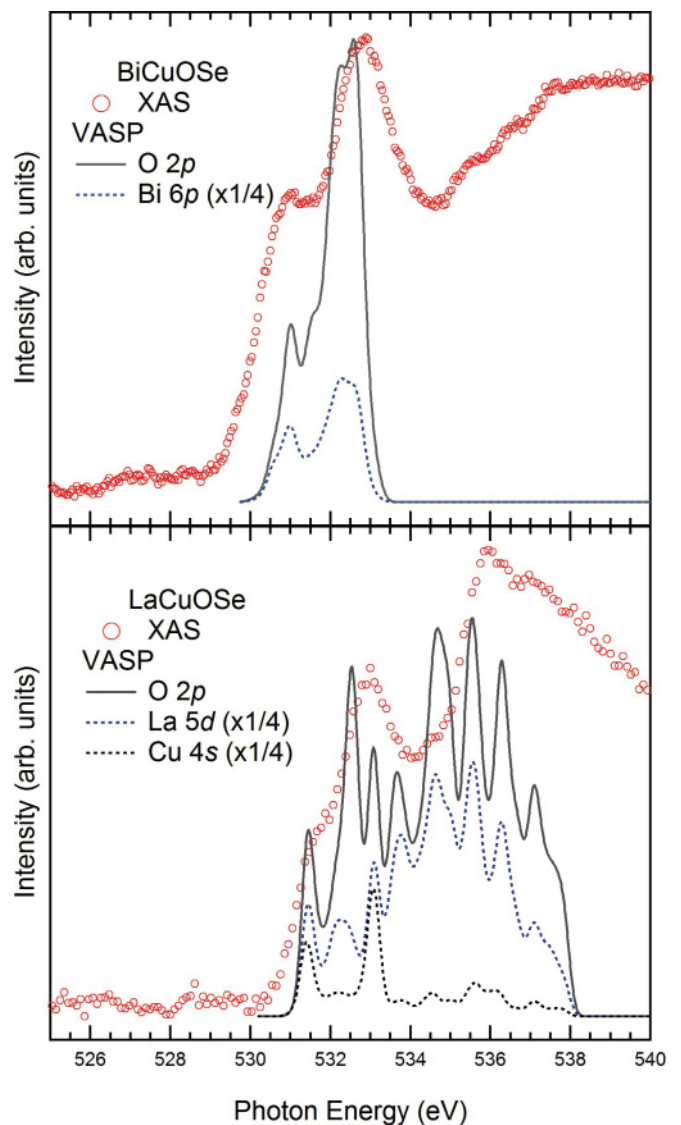 BiCuOSe
XAS
VASP
O 2p
Bi 6p (x1/4)
Intensity (arb. units)
LaCuOSe
XAS
VASP
O 2p
La 5d (x1/4)
Cu 4s (x1/4)
Intensity (arb. units)
526 528 530 532 534 536 538 540
Photon Energy (eV)